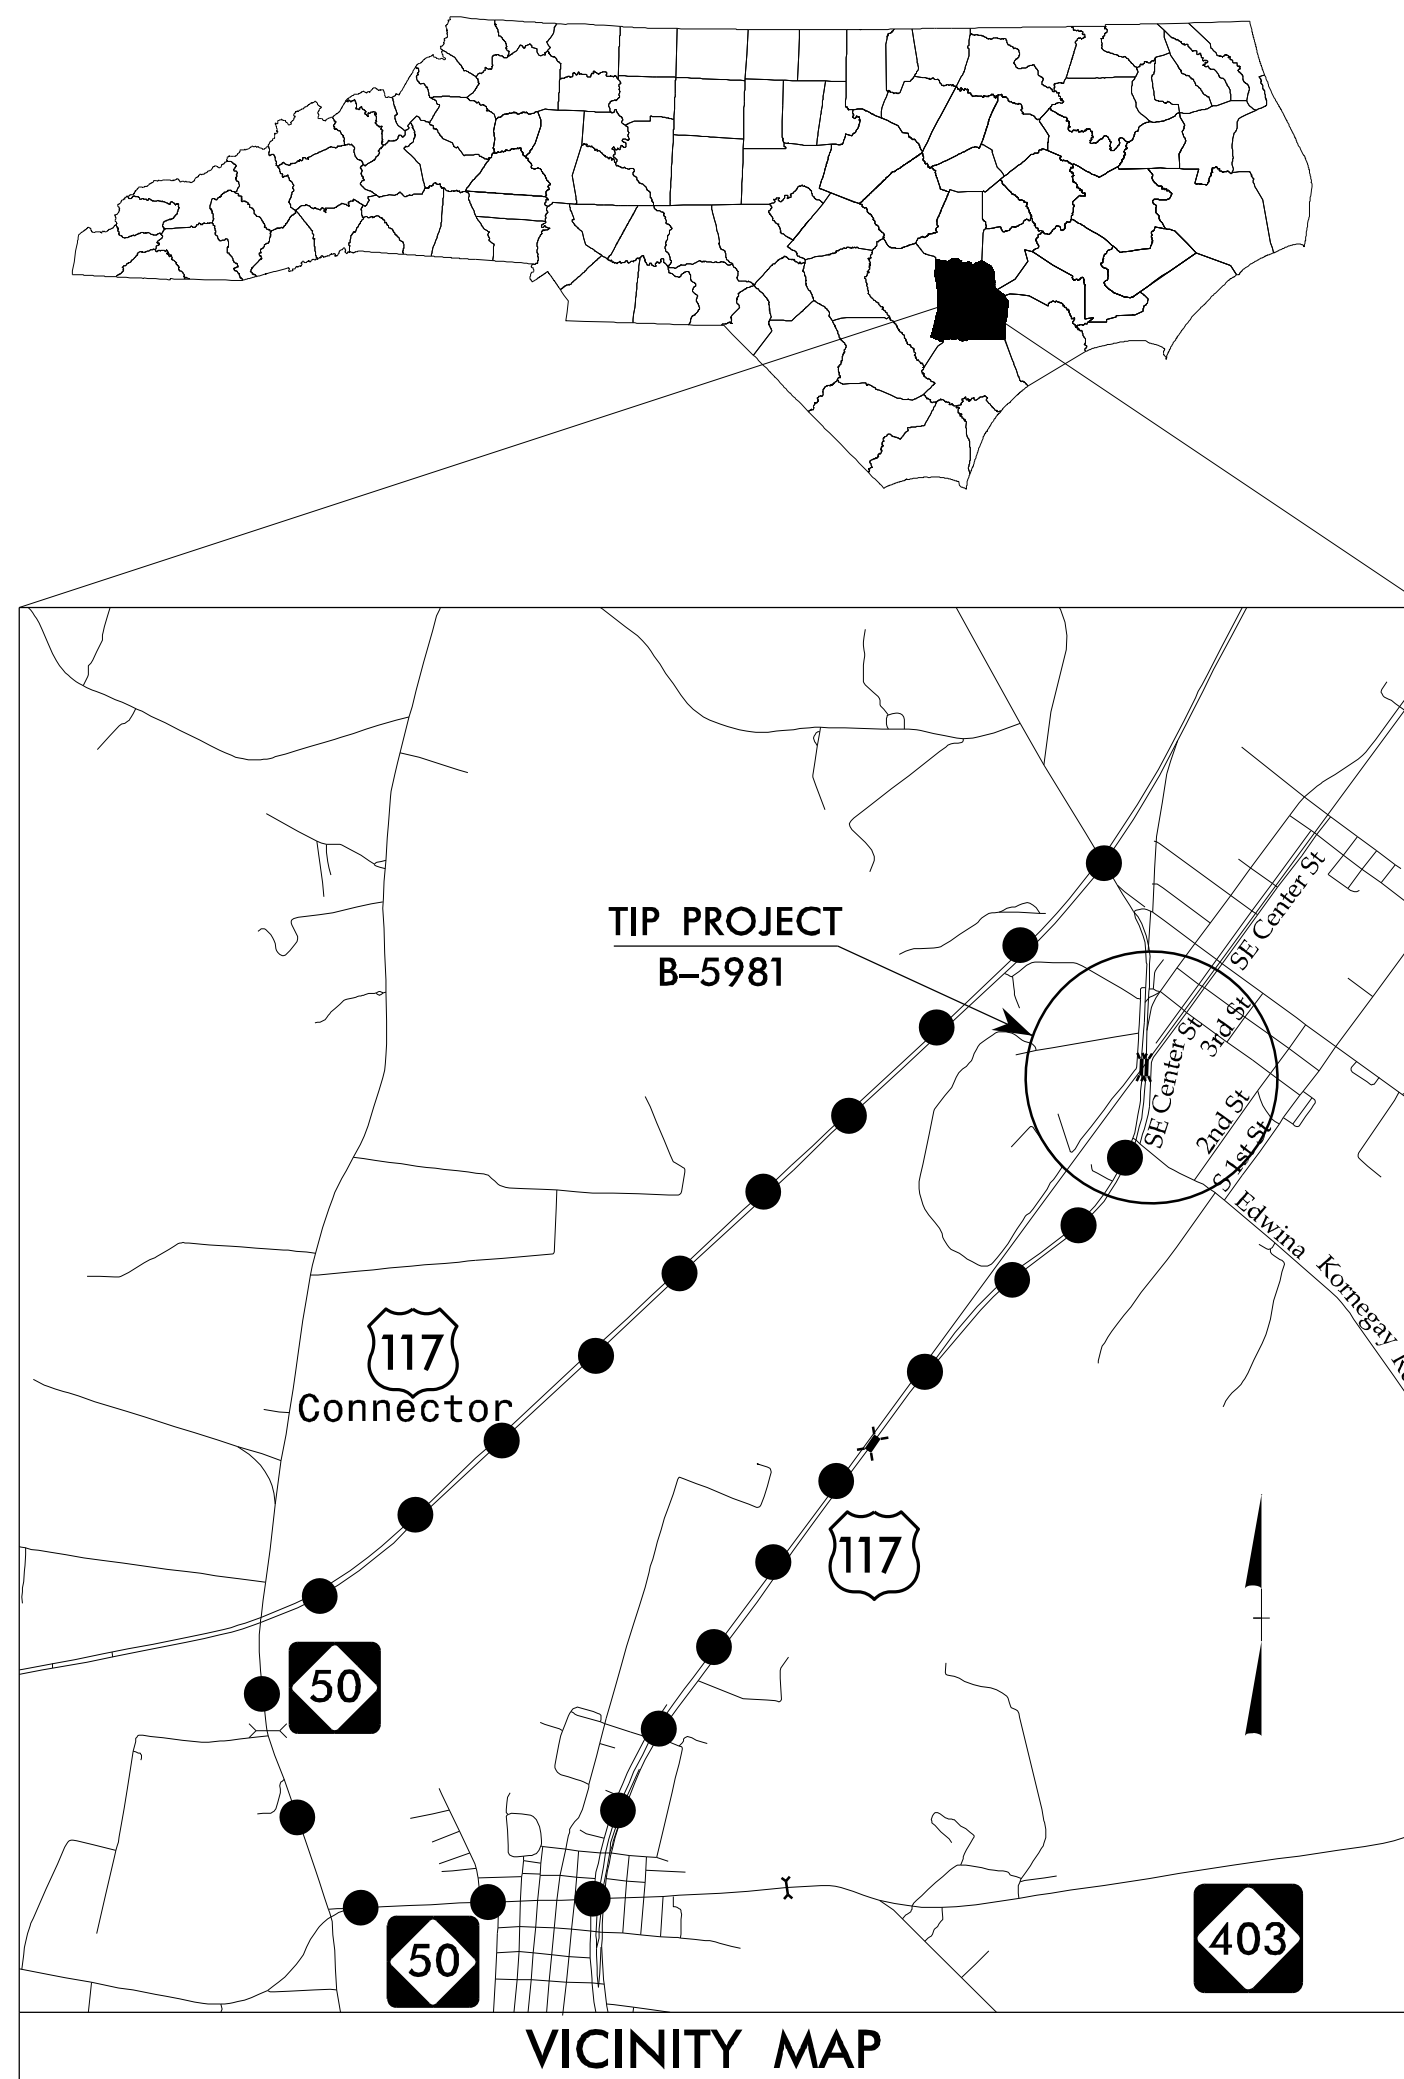 TIP PROJECT
B–5981
SE Center St
SE Center St
3rd St
2nd St
S 1st St
Edwina Kornegay
117
Connector
117
50
50
403
VICINITY MAP